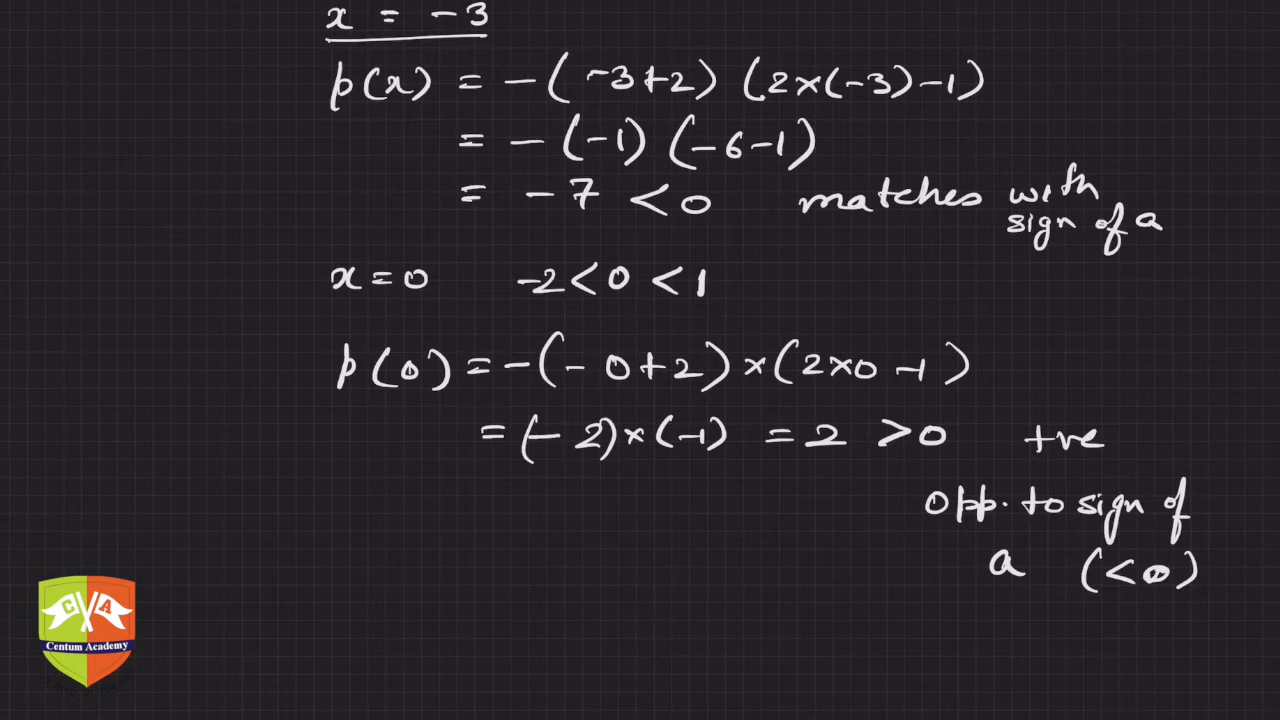 x = -3
p(x) = -(-3+2) (2×(-3)-1)
= -(-1) (-6-1)
= -7 < 0 matches with sign of a
x = 0 -2 < 0 < 1
p(0) = -(-0+2) × (2×0-1)
= (-2)×(-1) = 2 > 0 +ve
opp. to sign of
a (<0)
C A
Centum Academy